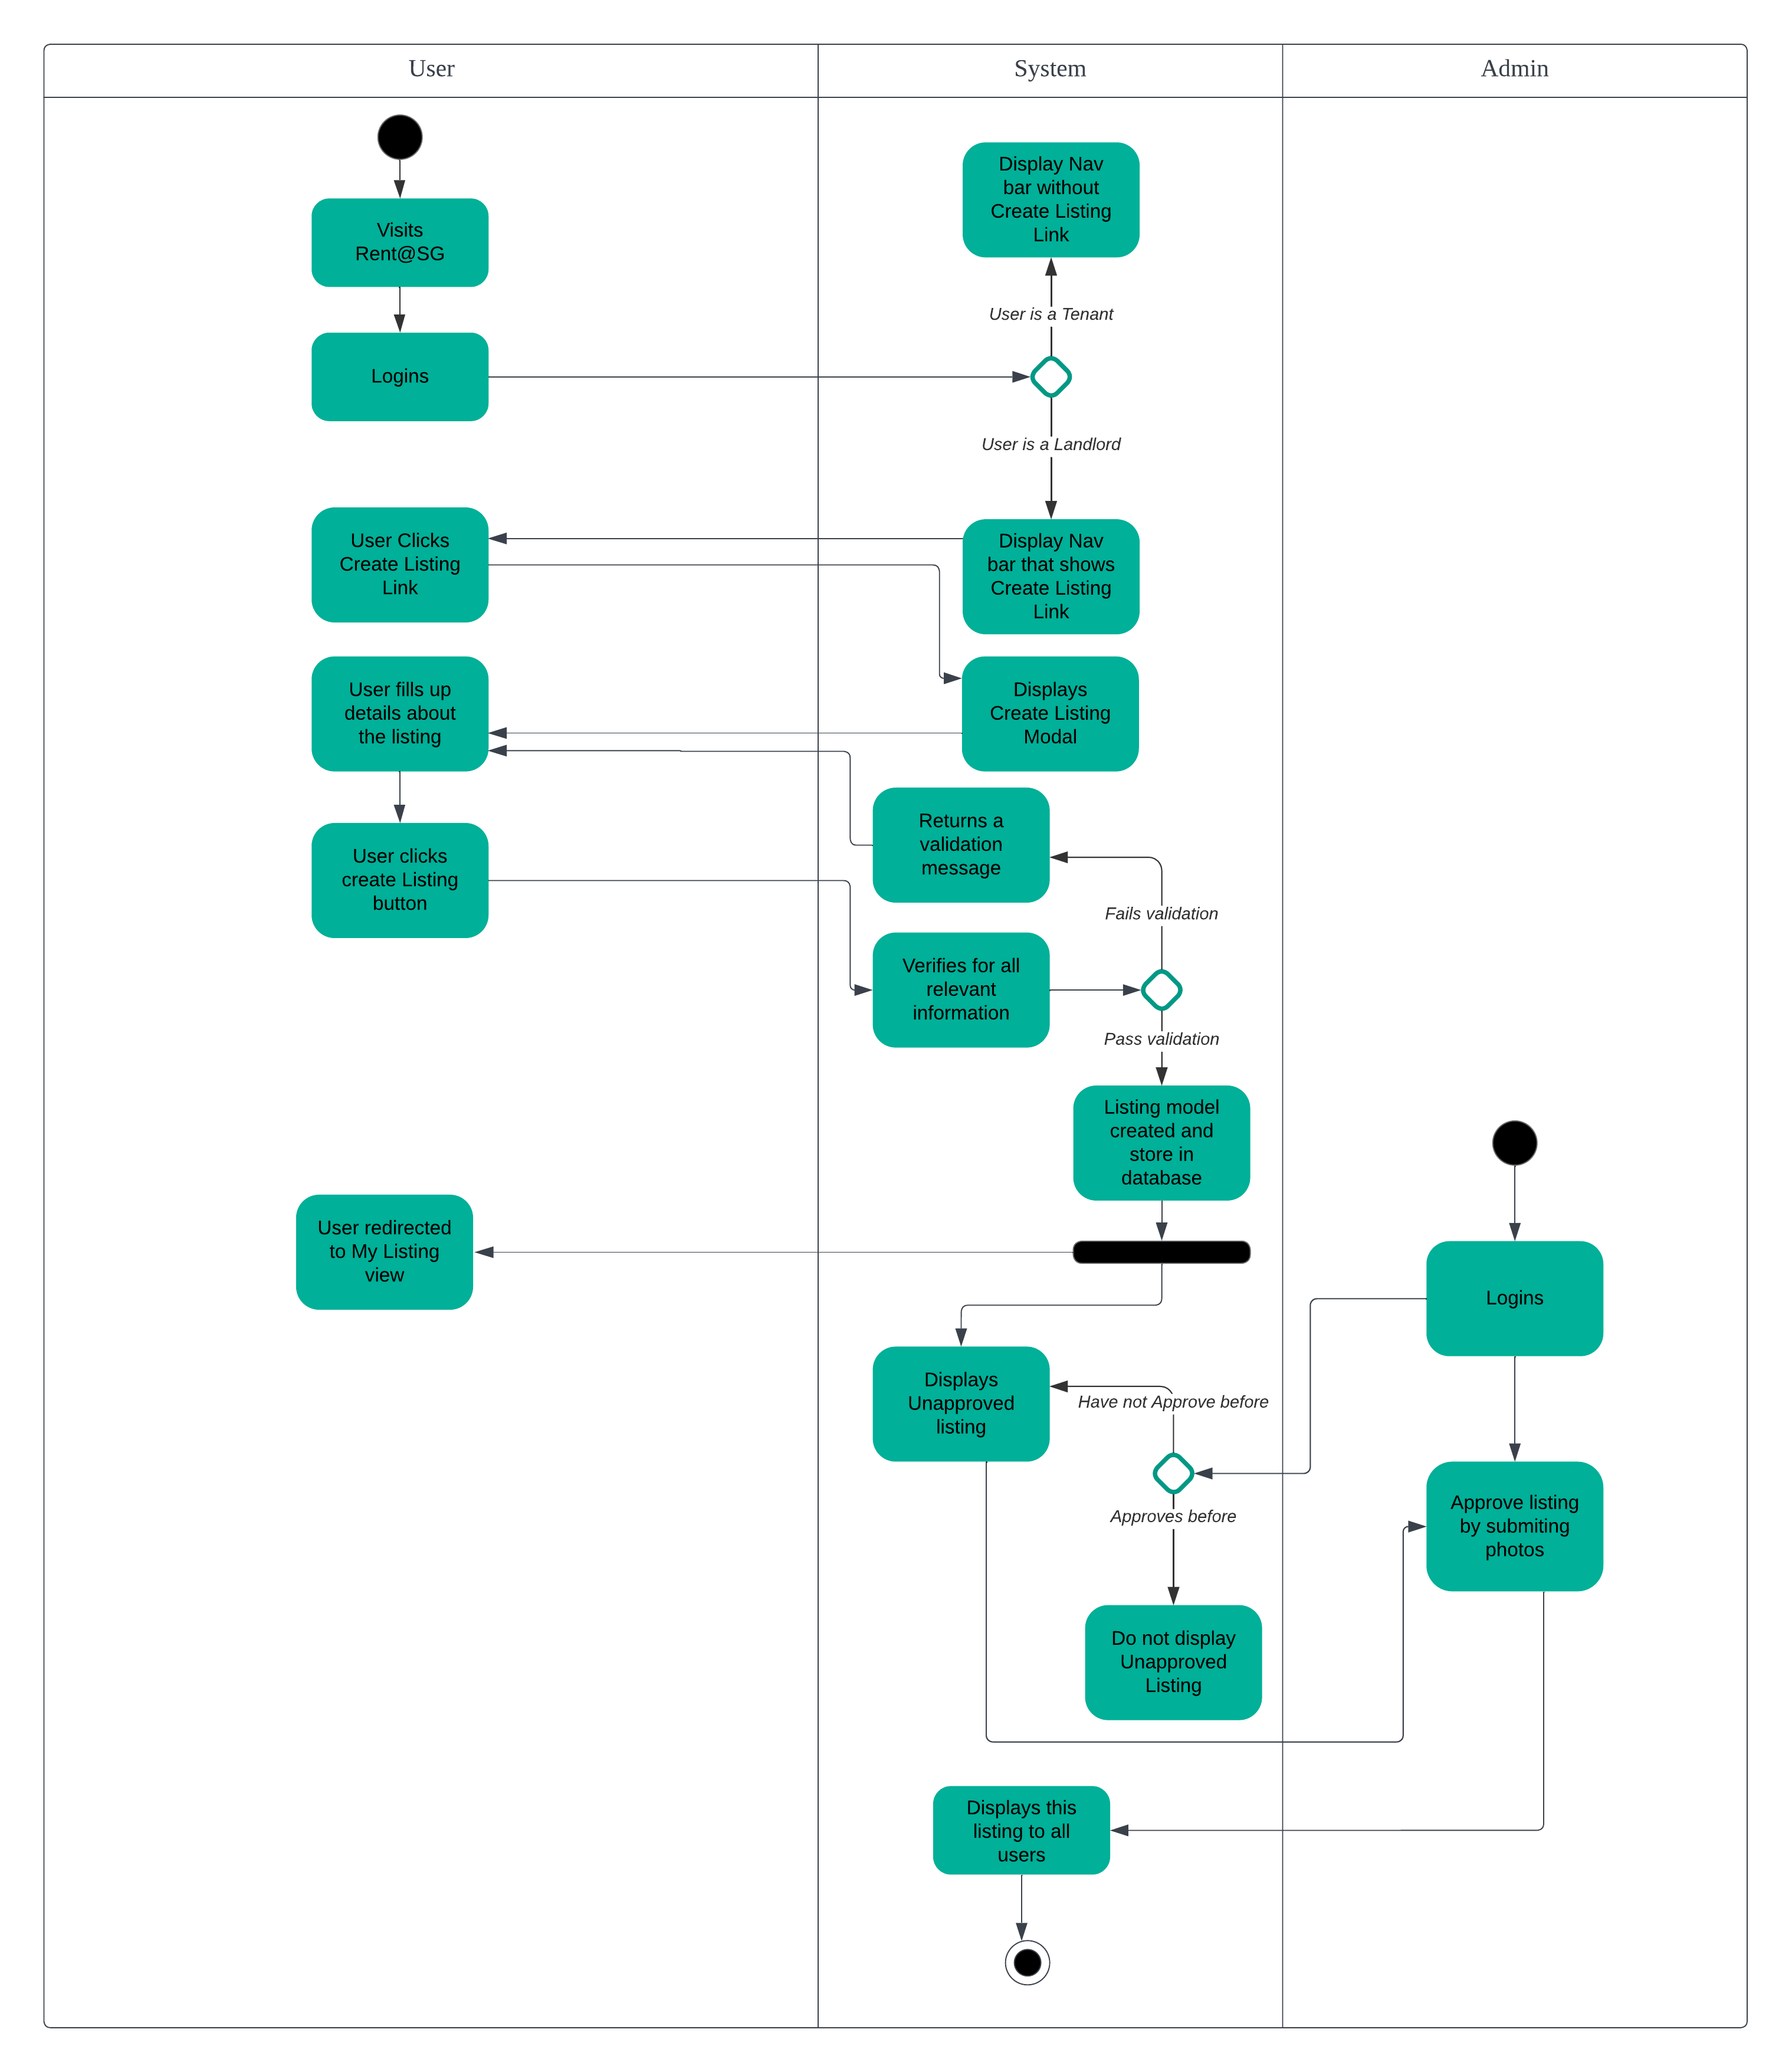 User
System
Admin
Visits
Rent@SG
Logins
Display Nav
bar without
Create Listing
Link
User is a Tenant
User is a Landlord
User Clicks
Create Listing
Link
Display Nav
bar that shows
Create Listing
Link
User fills up
details about
the listing
Displays
Create Listing
Modal
User clicks
create Listing
button
Returns a
validation
message
Fails validation
Verifies for all
relevant
information
Pass validation
Listing model
created and
store in
database
User redirected
to My Listing
view
Logins
Displays
Unapproved
listing
Have not Approve before
Approves before
Approve listing
by submiting
photos
Do not display
Unapproved
Listing
Displays this
listing to all
users